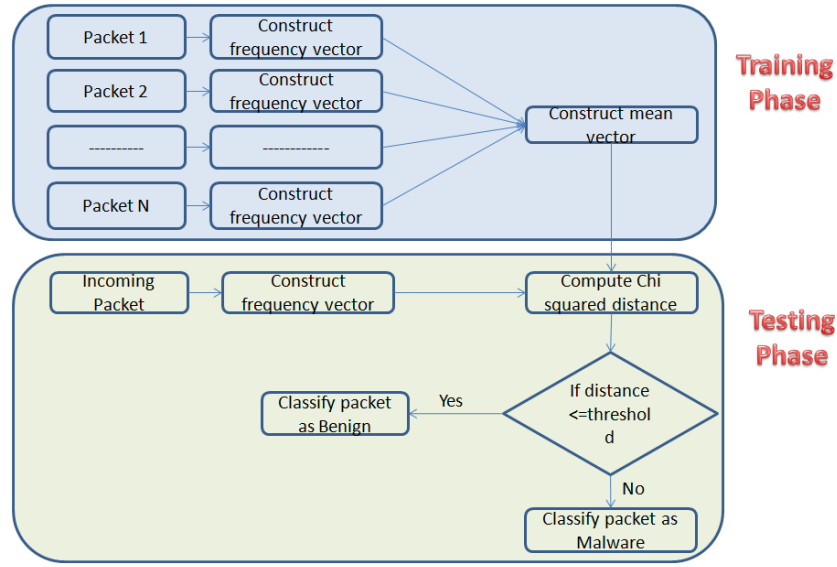 Packet 1
Construct
frequency vector
Packet 2
Construct
frequency vector
----------
------------
Packet N
Construct
frequency vector
Construct mean
vector
Training
Phase
Incoming
Packet
Construct
frequency vector
Compute Chi
squared distance
Testing
Phase
If distance
<=threshol
d
Yes
Classify packet
as Benign
No
Classify packet as
Malware